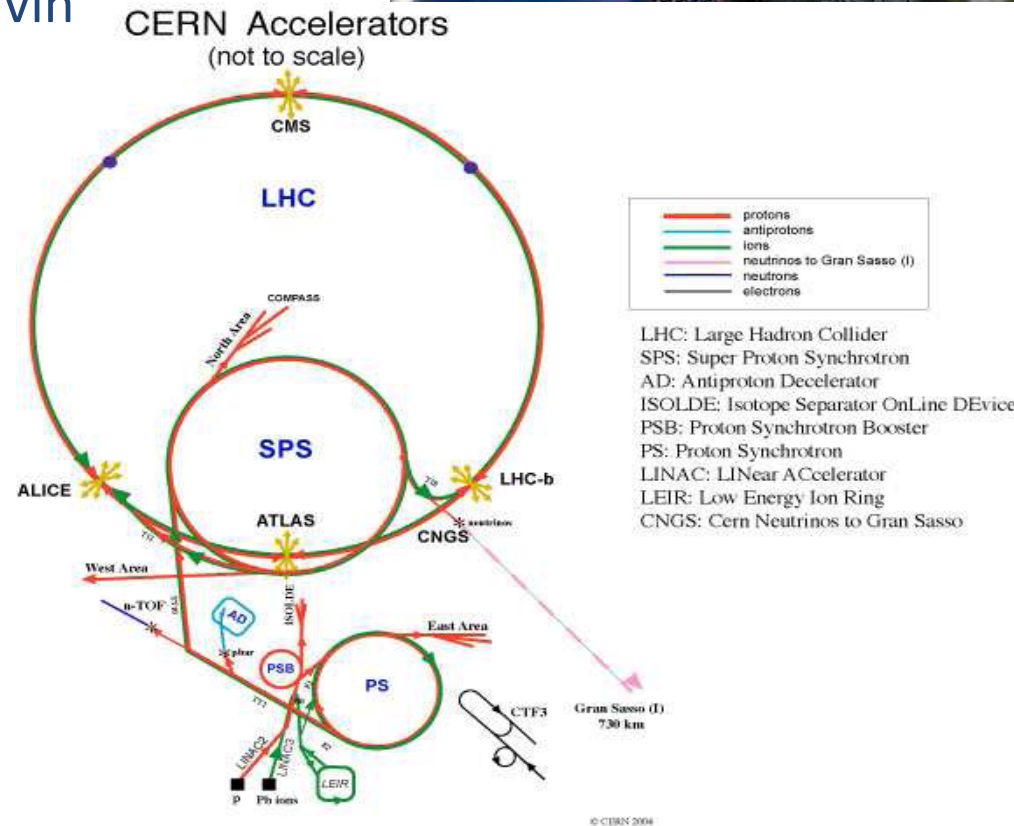 CERN Accelerators
(not to scale)
CMS
LHC
protons
antiprotons
ions
neutrinos to Gran Sasso (I)
neutrons
electrons
COMPASS
North Area
LHC: Large Hadron Collider
SPS: Super Proton Synchrotron
AD: Antiproton Decelerator
ISOLDE: Isotope Separator OnLine DEvice
PSB: Proton Synchrotron Booster
PS: Proton Synchrotron
LINAC: LINear ACcelerator
LEIR: Low Energy Ion Ring
CNGS: Cern Neutrinos to Gran Sasso
SPS
ALICE
LHC-b
ATLAS
neutrinos
CNGS
West Area
n-TOF
AD
pbar
ISOLDE
East Area
PSB
PS
CTF3
Gran Sasso (I)
730 km
LINAC2
LINAC3
LEIR
p
Pb ions
© CERN 2004